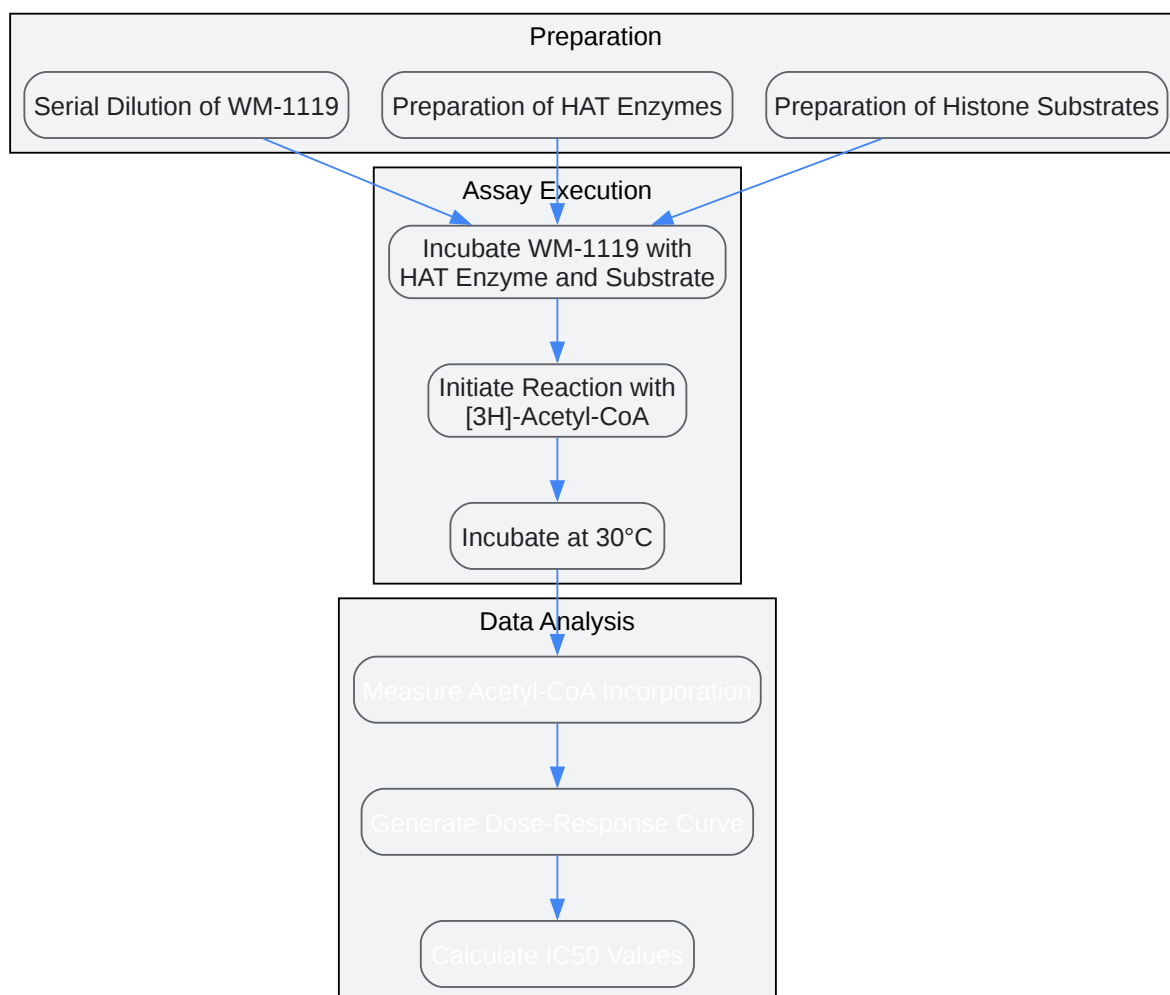 Preparation
Serial Dilution of WM-1119
Preparation of HAT Enzymes
Preparation of Histone Substrates
Assay Execution
Incubate WM-1119 with
HAT Enzyme and Substrate
Initiate Reaction with
[3H]-Acetyl-CoA
Incubate at 30°C
Data Analysis
Measure Acetyl-CoA Incorporation
Generate Dose-Response Curve
Calculate IC50 Values